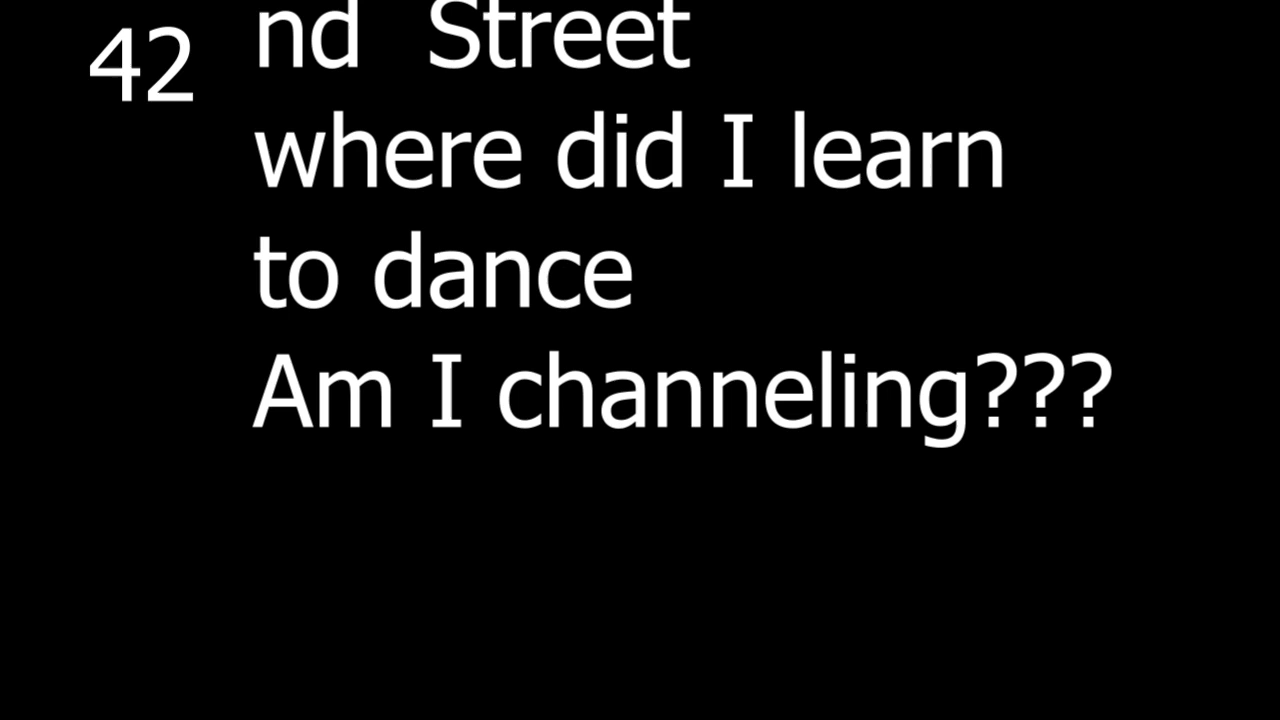 42 nd Street
where did I learn
to dance
Am I channeling???